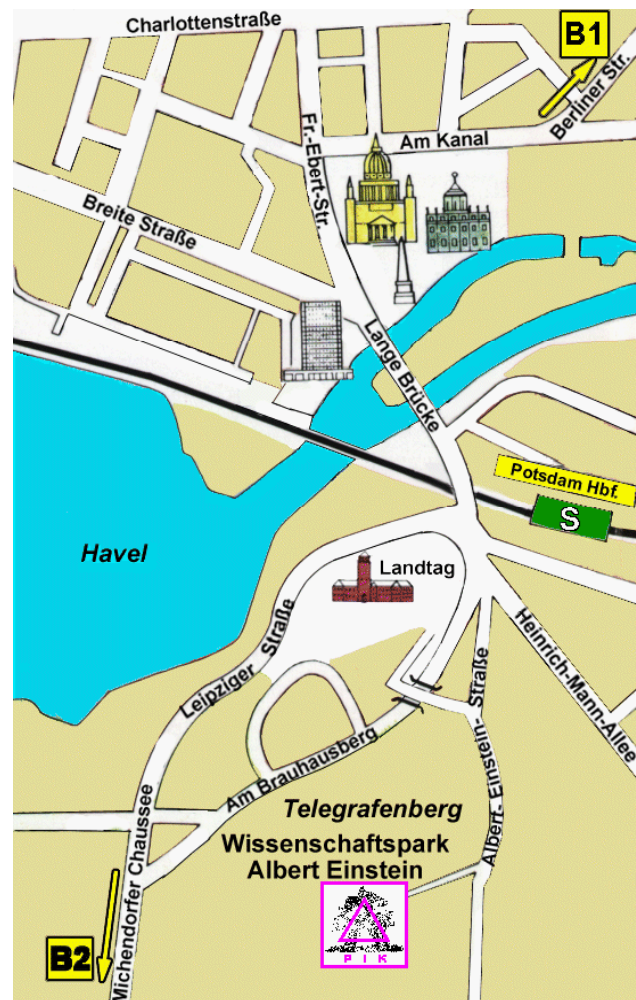 Charlottenstraße
B1
Berliner Str.
Fr.-Ebert-Str.
Am Kanal
Breite Straße
Lange Brücke
Potsdam Hbf.
S
Havel
Landtag
Leipziger Straße
Heinrich-Mann-Allee
Am Brauhausberg
Albert-Einstein-Straße
Telegrafenberg
Wissenschaftspark
Albert Einstein
Michendorfer Chaussee
P I K
B2